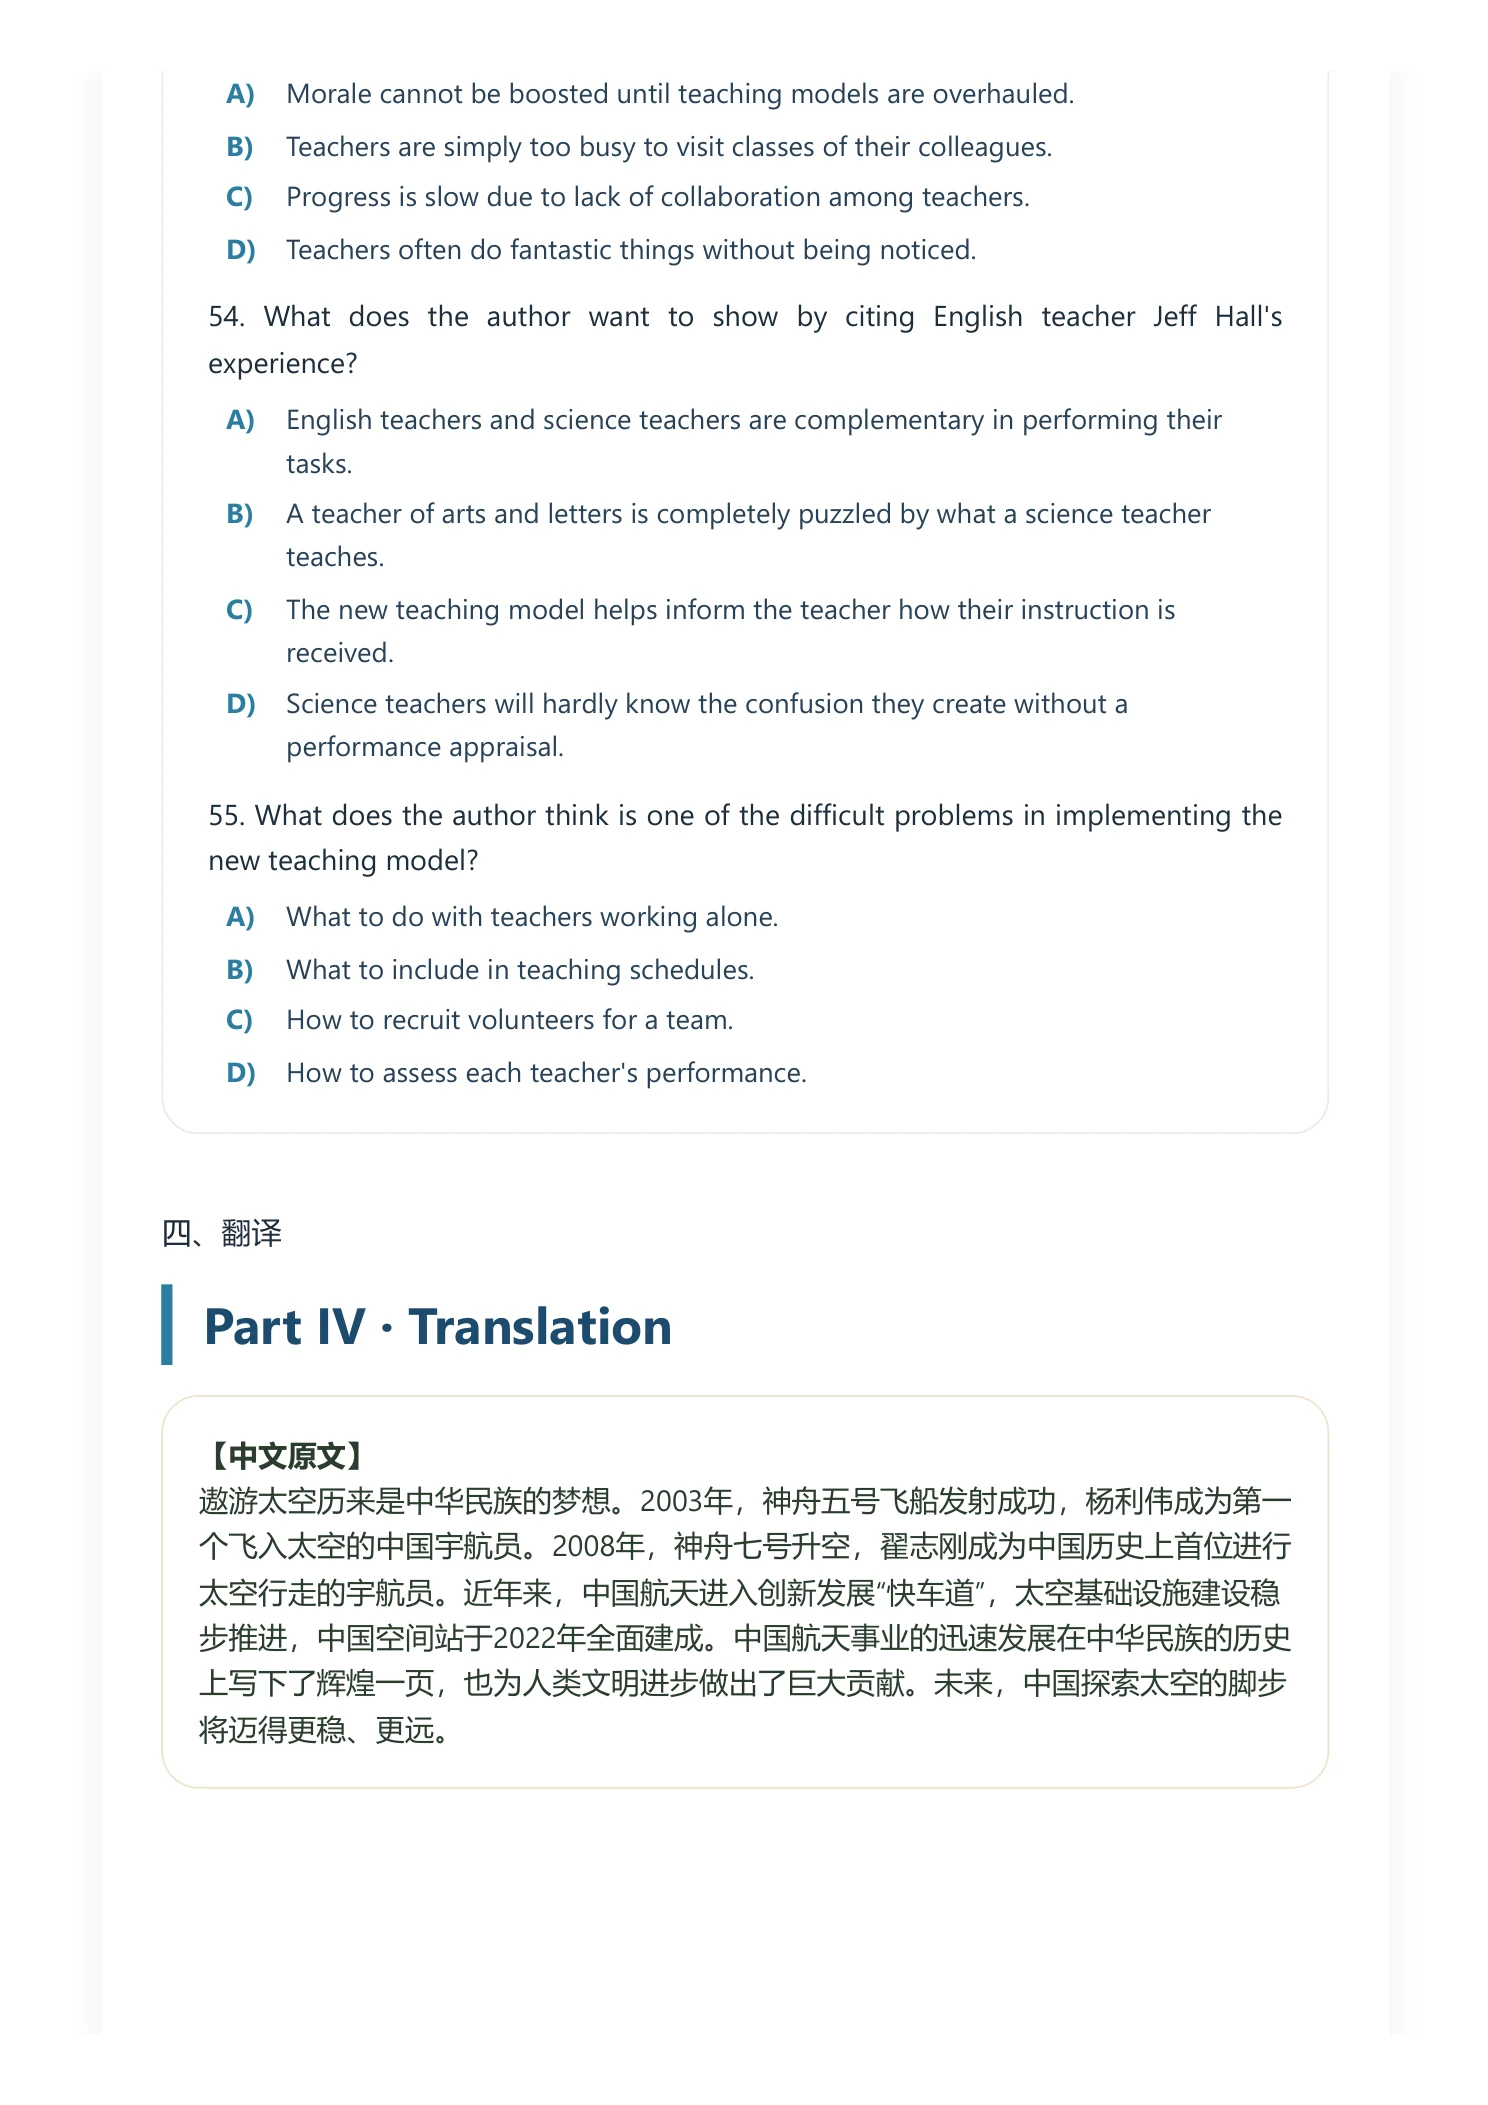 A) Morale cannot be boosted until teaching models are overhauled.
B) Teachers are simply too busy to visit classes of their colleagues.
C) Progress is slow due to lack of collaboration among teachers.
D) Teachers often do fantastic things without being noticed.
54. What does the author want to show by citing English teacher Jeff Hall's
experience?
A) English teachers and science teachers are complementary in performing their
tasks.
B) A teacher of arts and letters is completely puzzled by what a science teacher
teaches.
C) The new teaching model helps inform the teacher how their instruction is
received.
D) Science teachers will hardly know the confusion they create without a
performance appraisal.
55. What does the author think is one of the difficult problems in implementing the
new teaching model?
A) What to do with teachers working alone.
B) What to include in teaching schedules.
C) How to recruit volunteers for a team.
D) How to assess each teacher's performance.
四、翻译
Part IV · Translation
【中文原文】
遨游太空历来是中华民族的梦想。2003年，神舟五号飞船发射成功，杨利伟成为第一
个飞入太空的中国宇航员。2008年，神舟七号升空，翟志刚成为中国历史上首位进行
太空行走的宇航员。近年来，中国航天进入创新发展“快车道”，太空基础设施建设稳
步推进，中国空间站于2022年全面建成。中国航天事业的迅速发展在中华民族的历史
上写下了辉煌一页，也为人类文明进步做出了巨大贡献。未来，中国探索太空的脚步
将迈得更稳、更远。